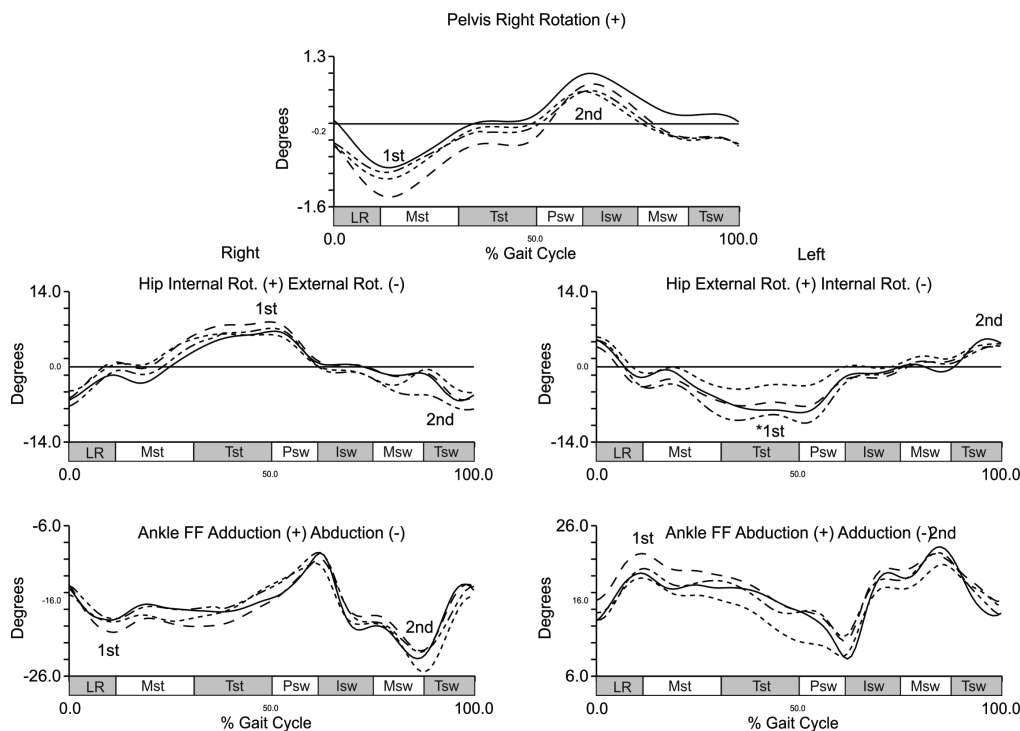 Pelvis Right Rotation (+)
1.3
Degrees
-0.2
1st
2nd
-1.6
LR Mst Tst Psw Isw Msw Tsw
0.0 50.0 100.0
% Gait Cycle
Right Left
Hip Internal Rot. (+) External Rot. (-)
14.0
1st
Degrees
0.0
2nd
-14.0
LR Mst Tst Psw Isw Msw Tsw
0.0 50.0 100.0
Hip External Rot. (+) Internal Rot. (-)
14.0
2nd
Degrees
0.0
*1st
-14.0
LR Mst Tst Psw Isw Msw Tsw
0.0 50.0 100.0
-6.0
Ankle FF Adduction (+) Abduction (-)
Degrees
-16.0
2nd
1st
-26.0
LR Mst Tst Psw Isw Msw Tsw
0.0 50.0 100.0
% Gait Cycle
26.0
Ankle FF Abduction (+) Adduction (-)2nd
1st
Degrees
16.0
6.0
LR Mst Tst Psw Isw Msw Tsw
0.0 50.0 100.0
% Gait Cycle